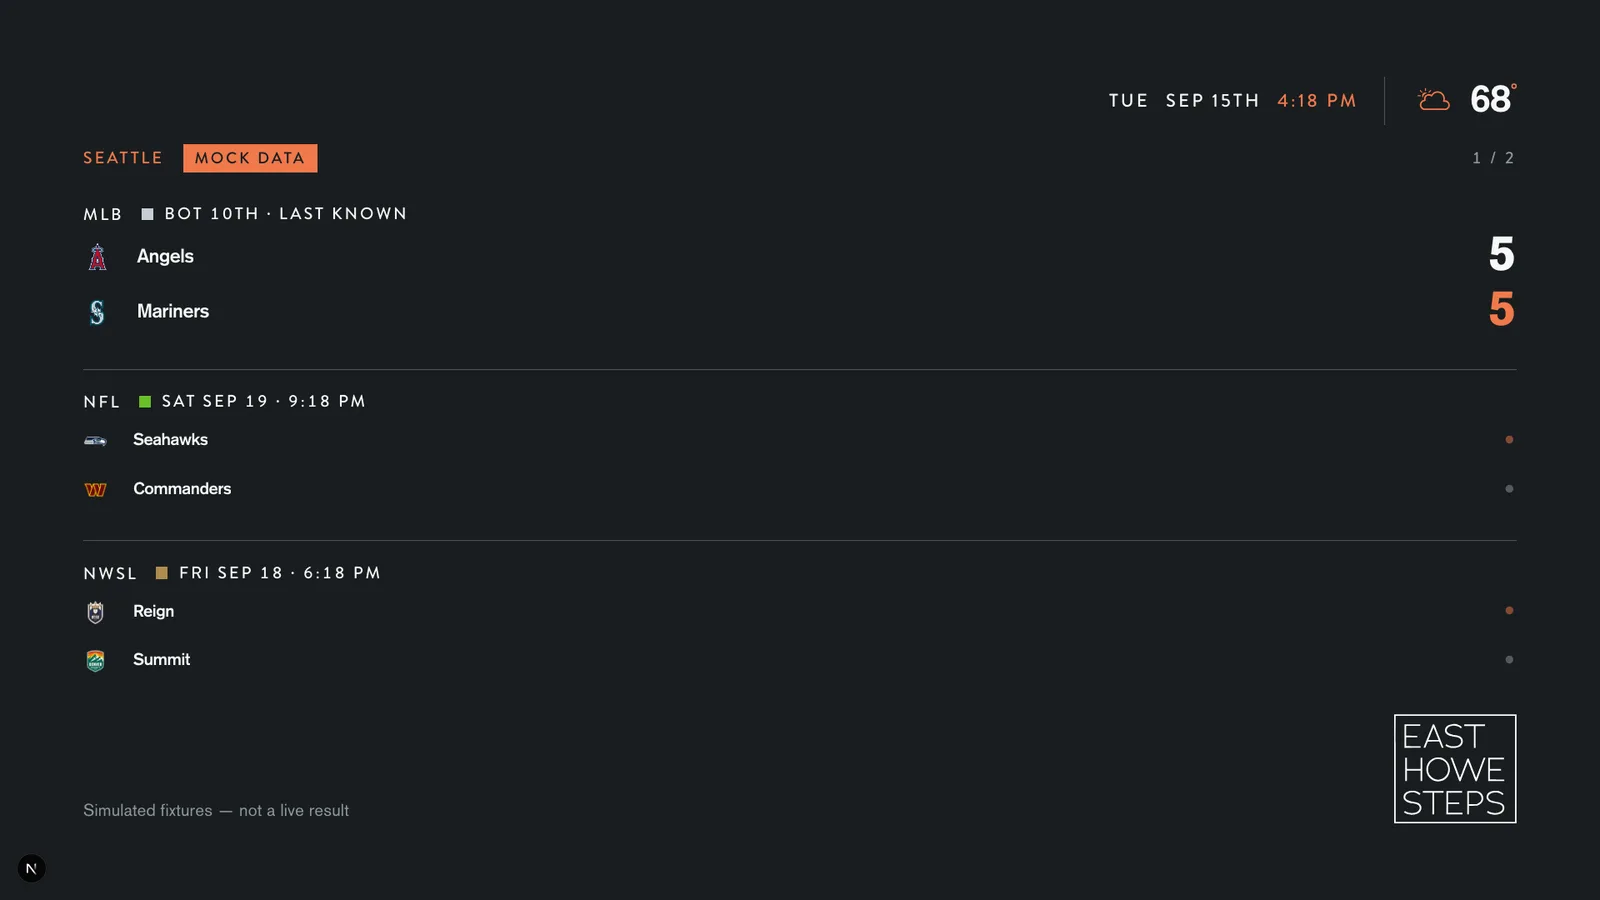 TUE SEP 15TH 4:18 PM 68°
SEATTLE MOCK DATA 1 / 2
MLB BOT 10TH · LAST KNOWN
Angels 5
Mariners 5
NFL SAT SEP 19 · 9:18 PM
Seahawks
Commanders
NWSL FRI SEP 18 · 6:18 PM
Reign
Summit
EAST
HOWE
STEPS
Simulated fixtures — not a live result
N